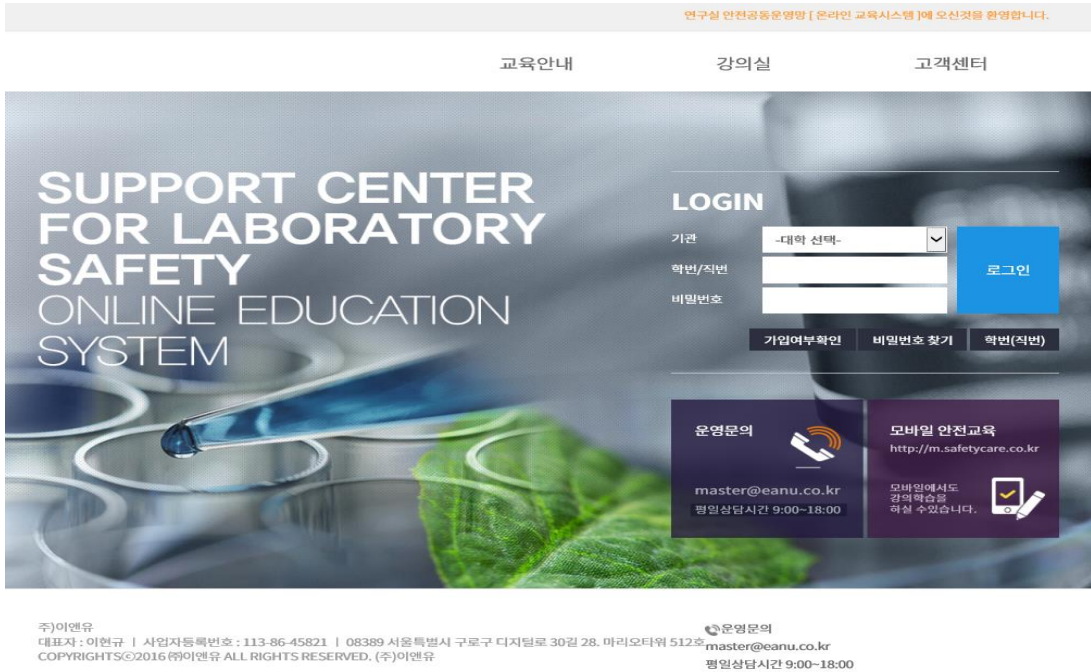 연구실 안전공동운영망 [ 온라인 교육시스템 ]에 오신것을 환영합니다.
교육안내 강의실 고객센터
SUPPORT CENTER
FOR LABORATORY
SAFETY
ONLINE EDUCATION
SYSTEM
LOGIN
기관 -대학 선택-
학번/직번
비밀번호
로그인
가입여부확인 비밀번호 찾기 학번(직번)
운영문의
master@eanu.co.kr
평일상담시간 9:00~18:00
모바일 안전교육
http://m.safetycare.co.kr
모바일에서도
강의학습을
하실 수있습니다.
주)이앤유
대표자 : 이현규 | 사업자등록번호 : 113-86-45821 | 08389 서울특별시 구로구 디지털로 30길 28. 마리오타워 512호
COPYRIGHTSⓒ2016 ㈜이앤유 ALL RIGHTS RESERVED. (주)이앤유
운영문의
master@eanu.co.kr
평일상담시간 9:00~18:00